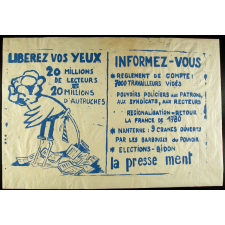 LIBEREZ VOS YEUX
20 MILLIONS
DE LECTEURS
=
20 MILLIONS
D'AUTRUCHES
INFORMEZ-VOUS
* REGLEMENT DE COMPTE:
7000 TRAVAILLEURS VIDÉS
POUVOIRS POLICIERS AUX PATRONS,
AUX SYNDICATS, AUX RECTEURS
* REGIONALISATION = RETOUR
LA FRANCE DE 1780
* NANTERRE: 9 CRANES OUVERTS
PAR LES BARBOUZES DU POUVOIR
* ELECTIONS-BIDON
la presse ment